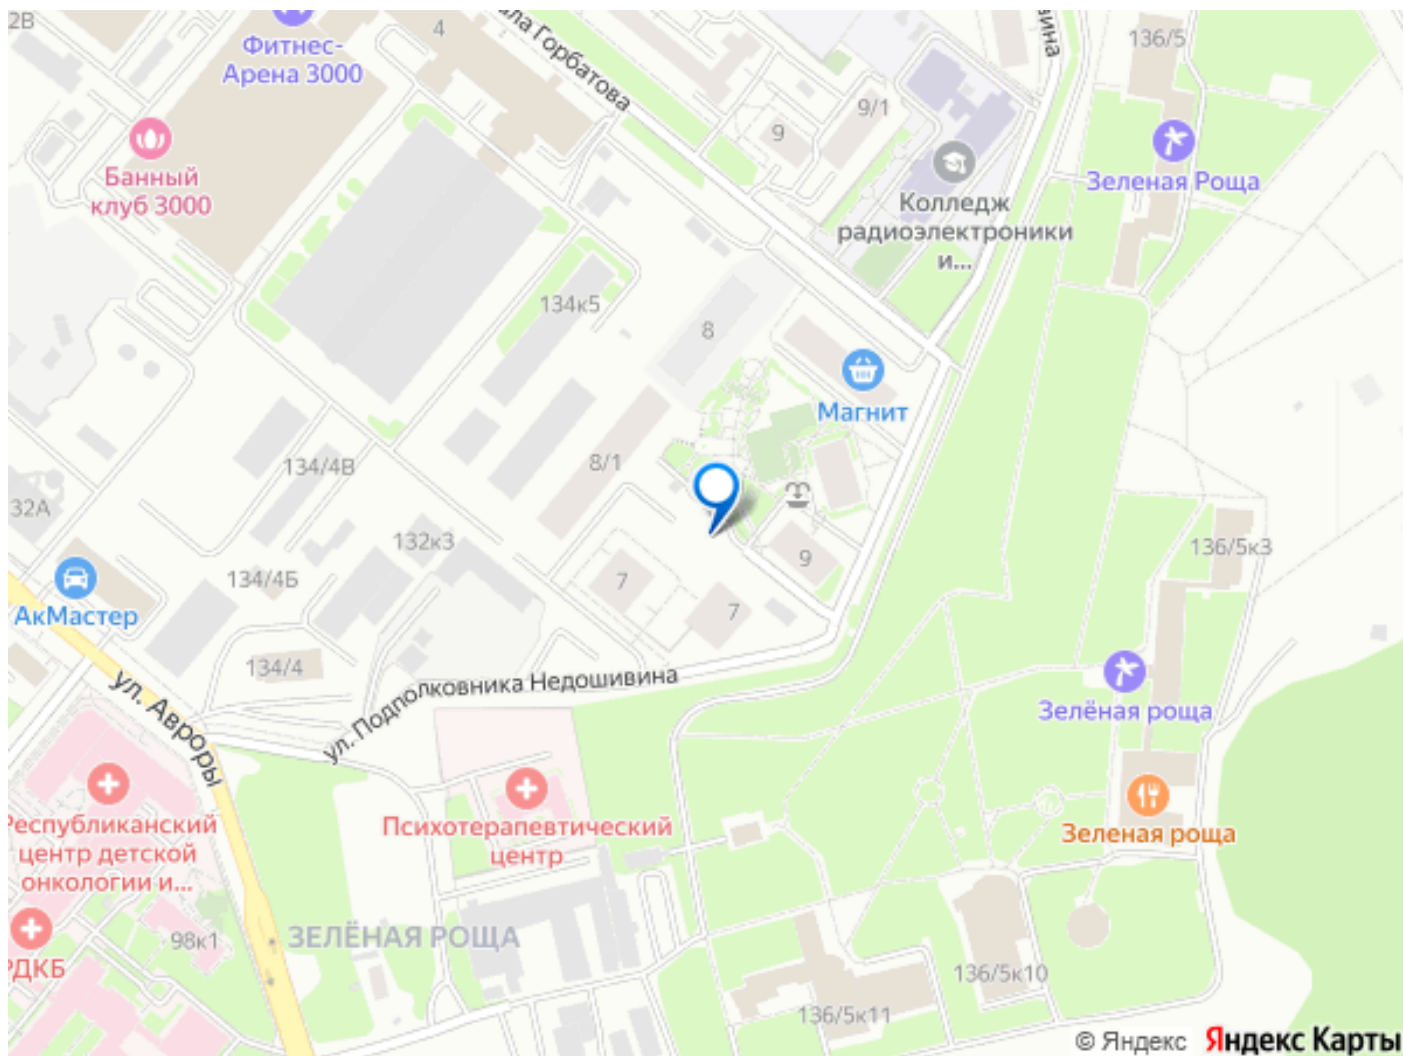 2В
Фитнес-
Арена 3000
4
ла Горбатова
вина
136/5
9/1
9
Банный
клуб 3000
Зеленая Роща
Колледж
радиоэлектроники
и...
134к5
8
Магнит
134/4В
8/1
32А
132к3
9
136/5к3
134/4Б
7
7
АкМастер
134/4
ул. Подполковника Недошивина
ул. Авроры
Зелёная роща
Республиканский
центр детской
онкологии и...
Психотерапевтический
центр
Зеленая роща
98к1
ЗЕЛЁНАЯ РОЩА
РДКБ
136/5к10
136/5к11
© Яндекс Яндекс Карты